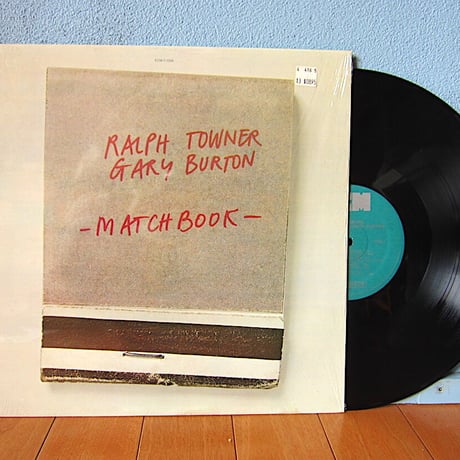 RALPH TOWNER
GARY BURTON
-MATCHBOOK-